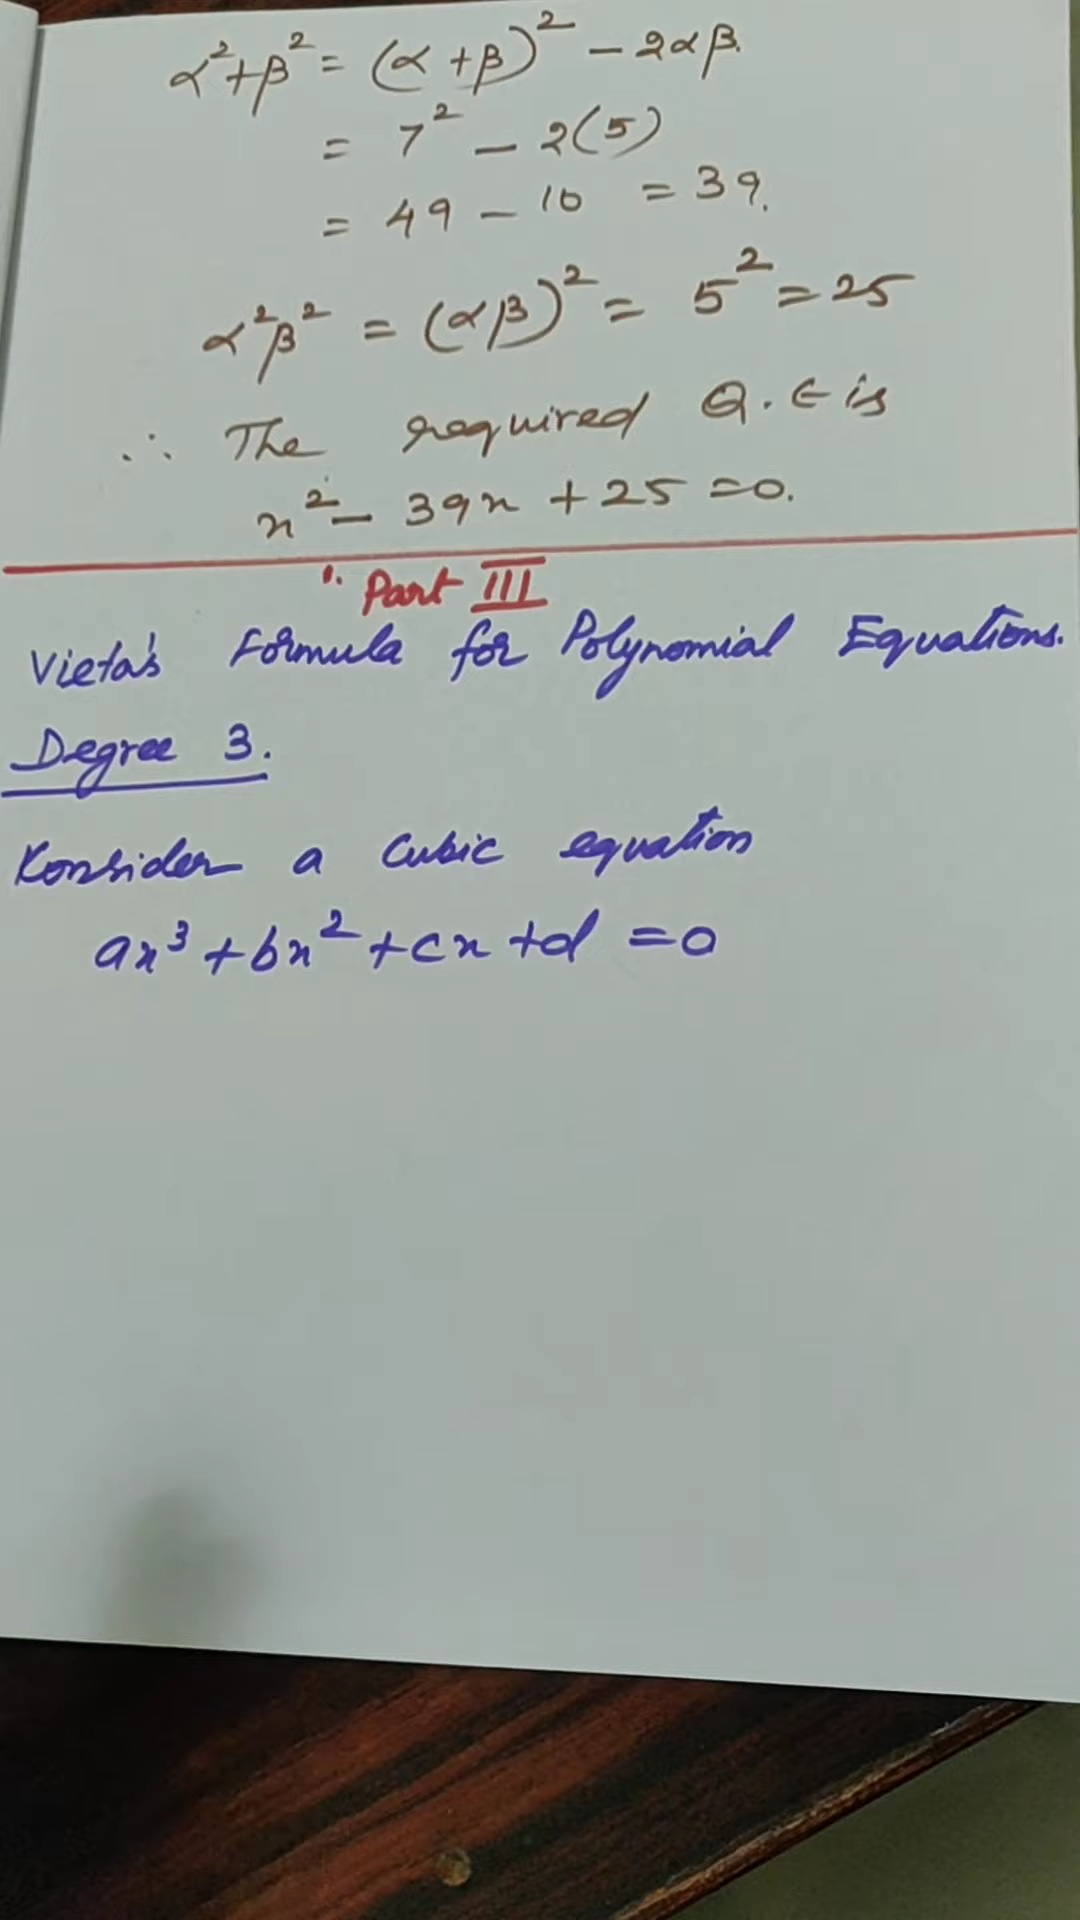 α²+β² = (α+β)² - 2αβ.
= 7² - 2(5)
= 49 - 10 = 39.
α²β² = (αβ)² = 5² = 25
∴ The required Q.E is
x² - 39x + 25 = 0.
Part III
Vieta's Formula for Polynomial Equations.
Degree 3.
Konsider a cubic equation
ax³ + bx² + cx + d = 0